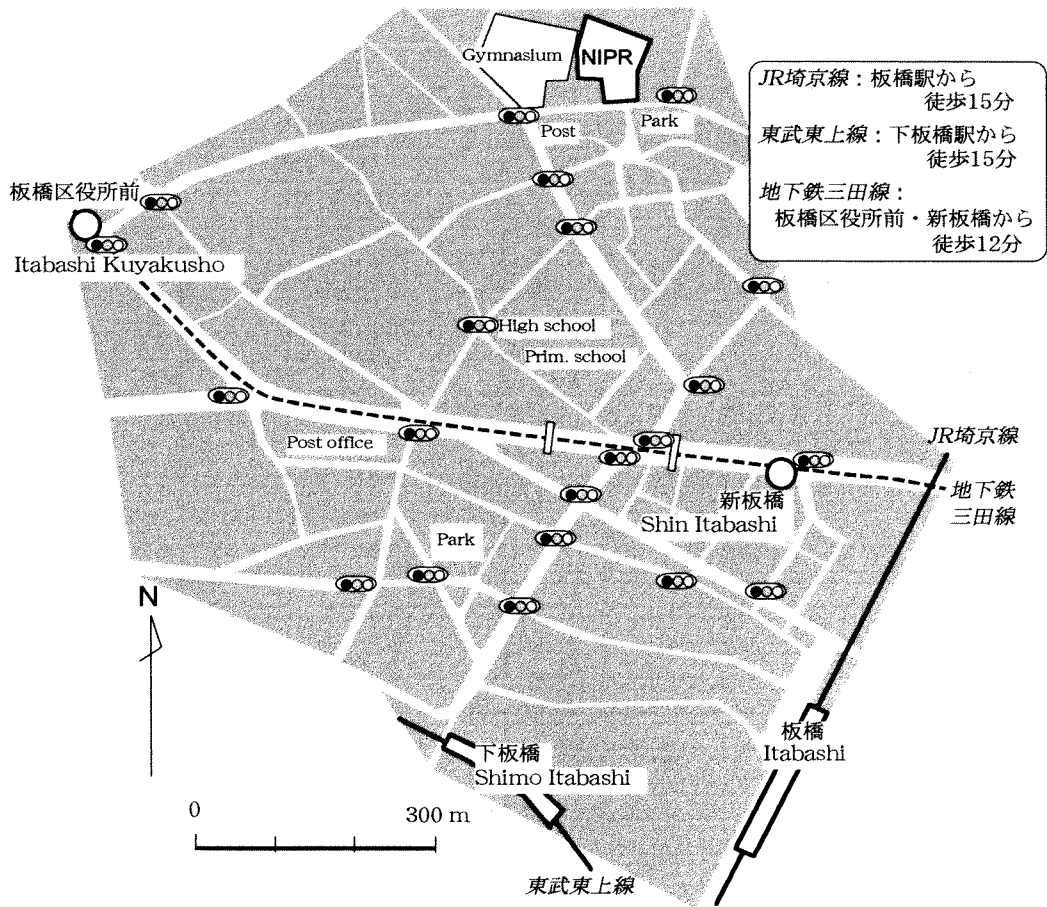 Gymnasium
NIPR
Post
Park
JR埼京線：板橋駅から
徒歩15分
東武東上線：下板橋駅から
徒歩15分
地下鉄三田線：
板橋区役所前・新板橋から
徒歩12分
板橋区役所前
Itabashi Kuyakusho
High school
Prim. school
Post office
JR埼京線
地下鉄
三田線
新板橋
Shin Itabashi
Park
N
板橋
Itabashi
下板橋
Shimo Itabashi
0
300 m
東武東上線